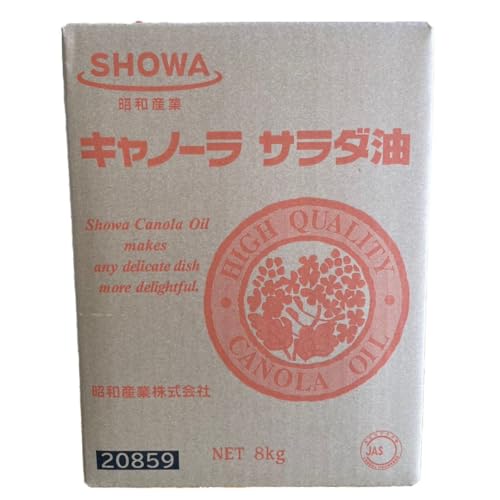 SHOWA
昭和産業
キャノーラ サラダ油
Showa Canola Oil
makes
any delicate dish
more delightful.
HIGH QUALITY
CANOLA OIL
昭和産業株式会社
20859
NET 8kg
JAS